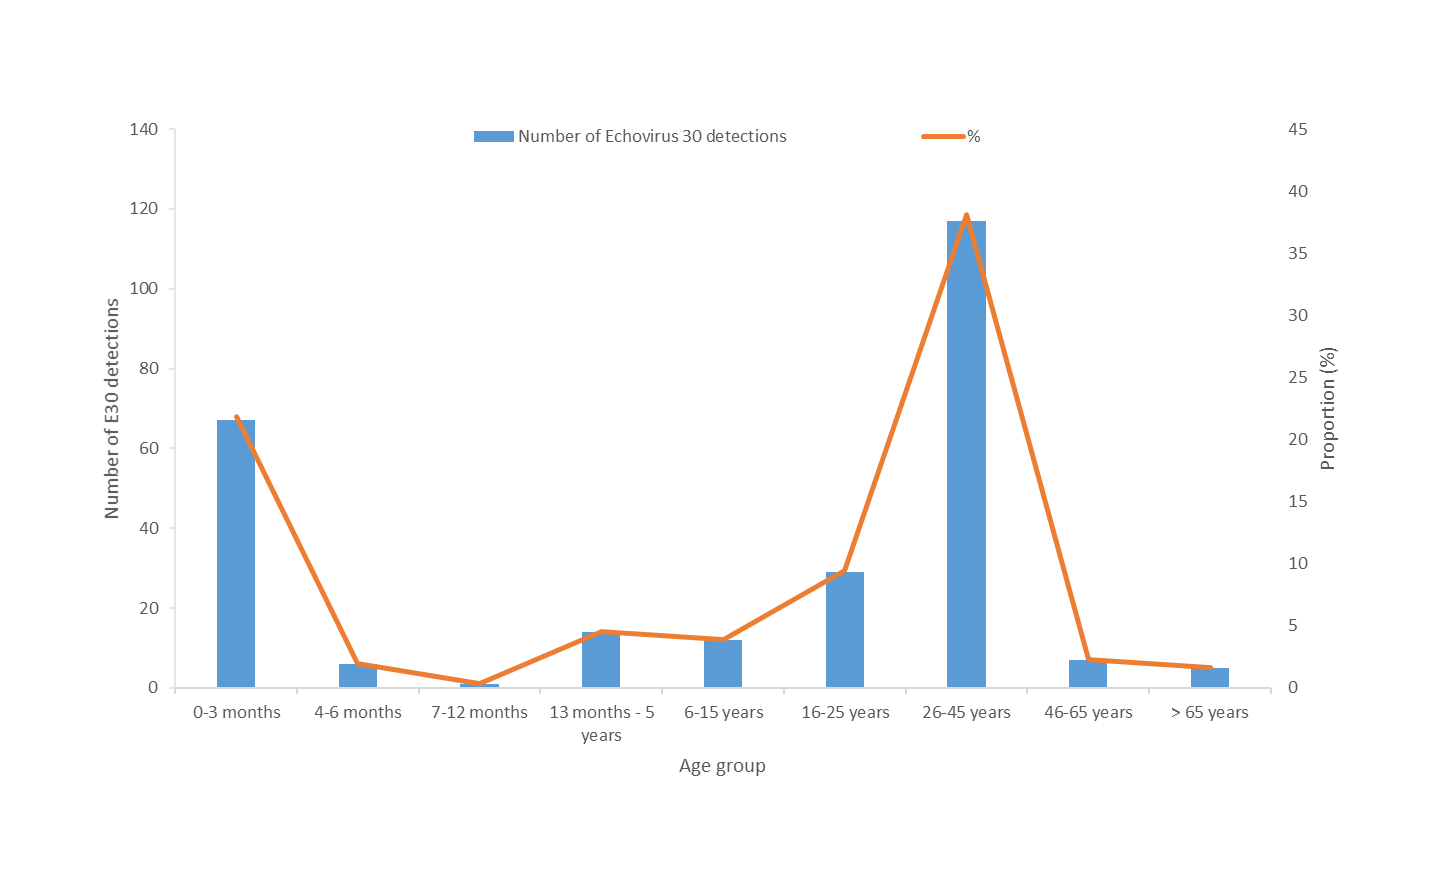 Number of Echovirus 30 detections
%
Number of E30 detections
140
120
100
80
60
40
20
0
45
40
35
30
25
20
15
10
5
0
Proportion (%)
0-3 months
4-6 months
7-12 months
13 months - 5
years
6-15 years
16-25 years
26-45 years
46-65 years
> 65 years
Age group